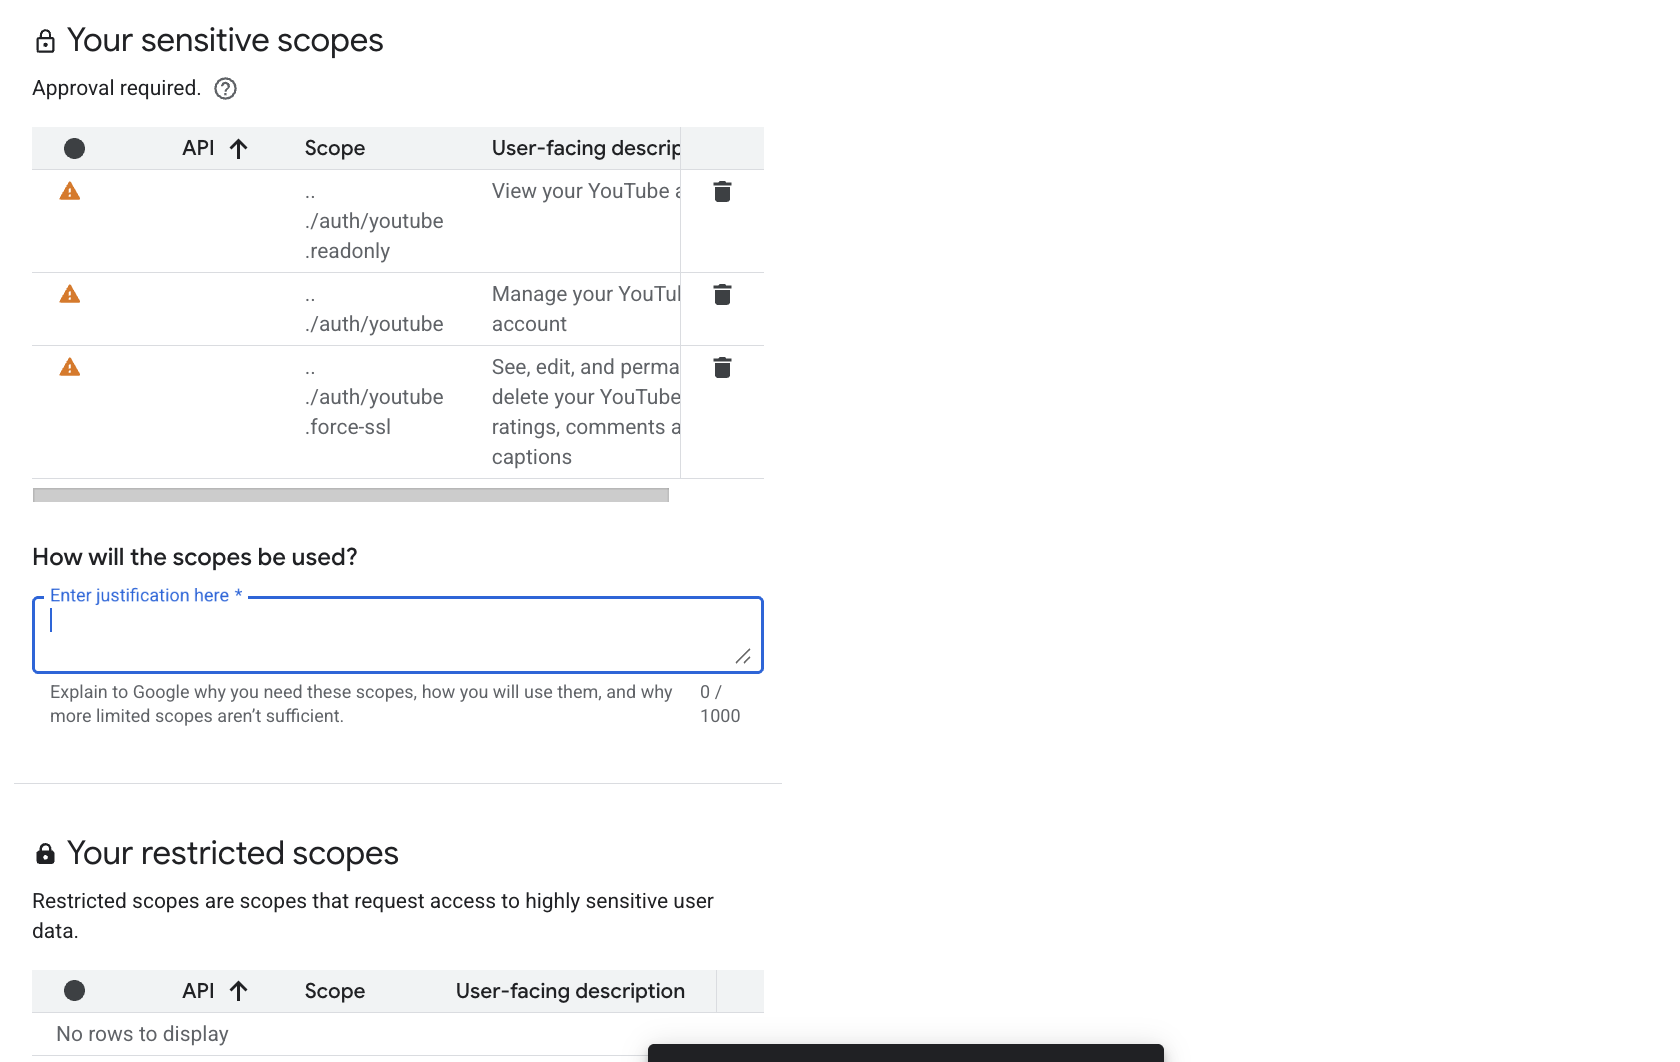 Your sensitive scopes
Approval required.
API Scope User-facing descrip
..
./auth/youtube
.readonly
View your YouTube a
..
./auth/youtube
Manage your YouTu
account
..
./auth/youtube
.force-ssl
See, edit, and perma
delete your YouTube
ratings, comments a
captions
How will the scopes be used?
Enter justification here *
Explain to Google why you need these scopes, how you will use them, and why
more limited scopes aren’t sufficient.
0 /
1000
Your restricted scopes
Restricted scopes are scopes that request access to highly sensitive user
data.
API Scope User-facing description
No rows to display